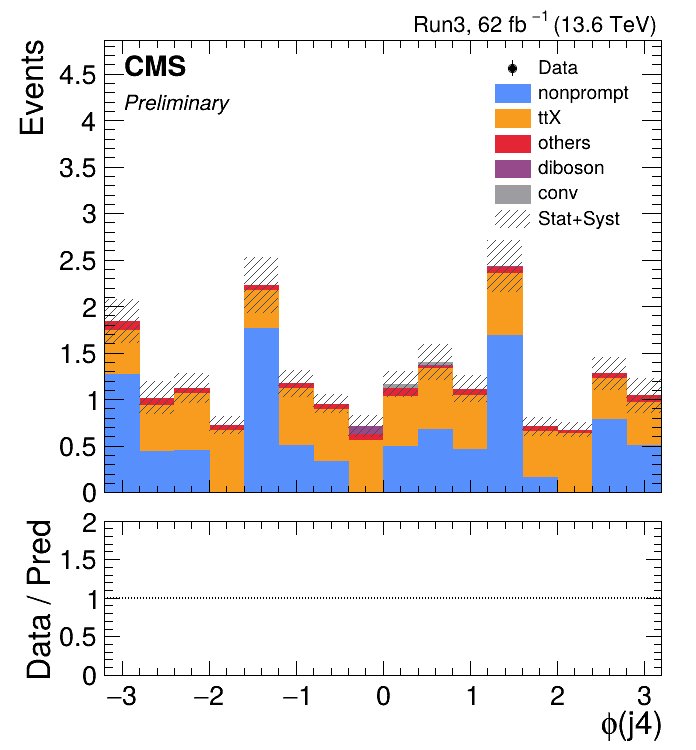 Run3, 62 fb⁻¹ (13.6 TeV)
CMS
Preliminary
Data
nonprompt
ttX
others
diboson
conv
Stat+Syst
Events
4.5
4
3.5
3
2.5
2
1.5
1
0.5
0
Data / Pred
2
1.5
1
0.5
0
−3 −2 −1 0 1 2 3
ϕ(j4)